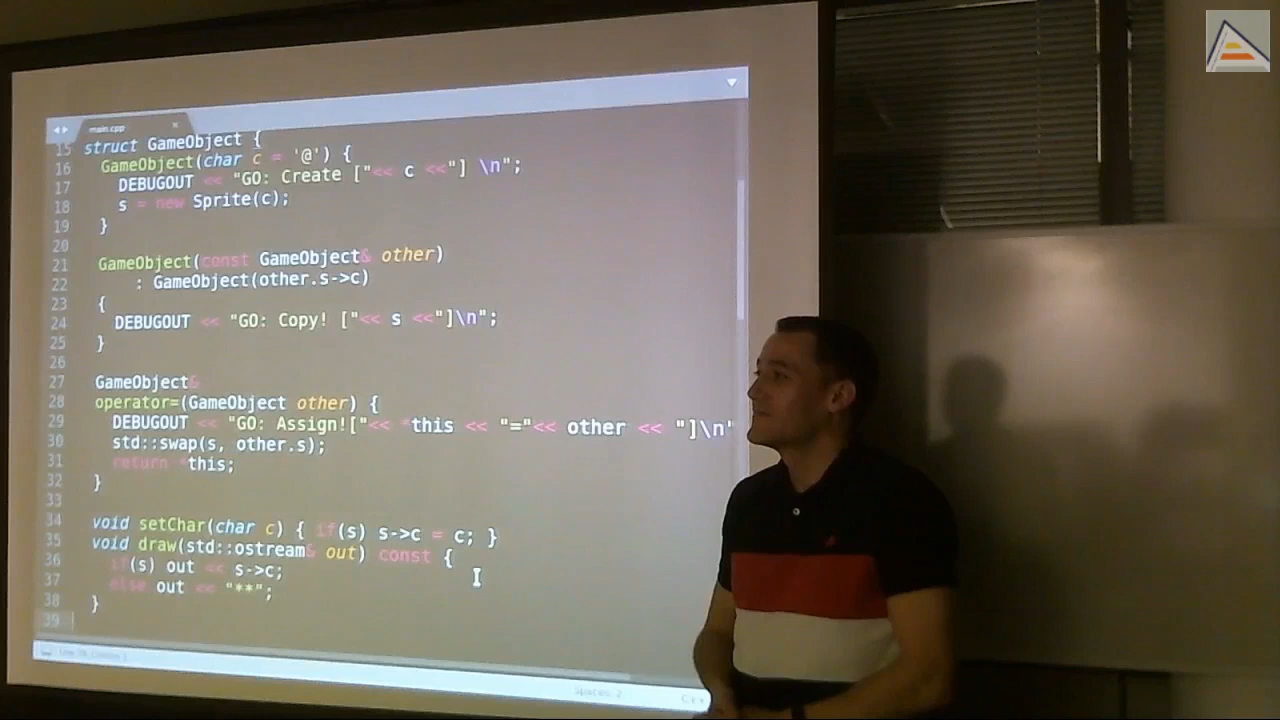 main.cpp
15 struct GameObject {
16 GameObject(char c = '@') {
17 DEBUGOUT << "GO: Create ["<< c <<"] \n";
18 s = new Sprite(c);
19 }
20
21 GameObject(const GameObject& other)
22 : GameObject(other.s->c)
23 {
24 DEBUGOUT << "GO: Copy! ["<< s <<"]\n";
25 }
26
27 GameObject&
28 operator=(GameObject other) {
29 DEBUGOUT << "GO: Assign!["<< *this << "="<< other << "]\n"
30 std::swap(s, other.s);
31 return *this;
32 }
33
34 void setChar(char c) { if(s) s->c = c; }
35 void draw(std::ostream& out) const {
36 if(s) out << s->c;
37 else out << "**";
38 }
39
Spaces: 2 C++